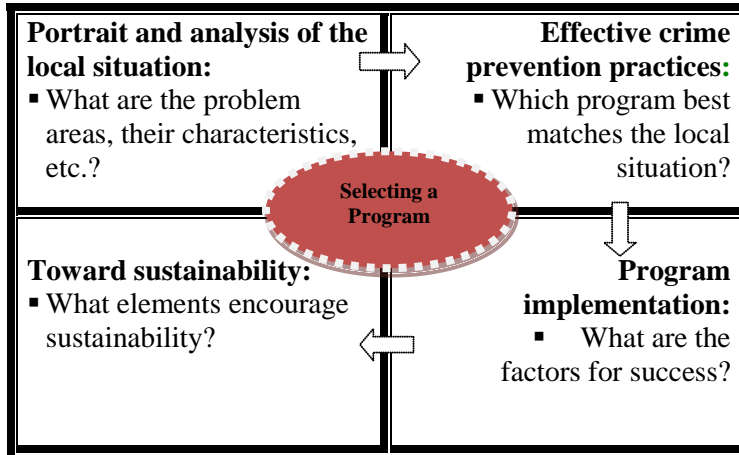 Portrait and analysis of the
local situation:
▪ What are the problem
areas, their characteristics,
etc.?
Effective crime
prevention practices:
▪ Which program best
matches the local
situation?
Selecting a
Program
Toward sustainability:
▪ What elements encourage
sustainability?
Program
implementation:
▪ What are the
factors for success?